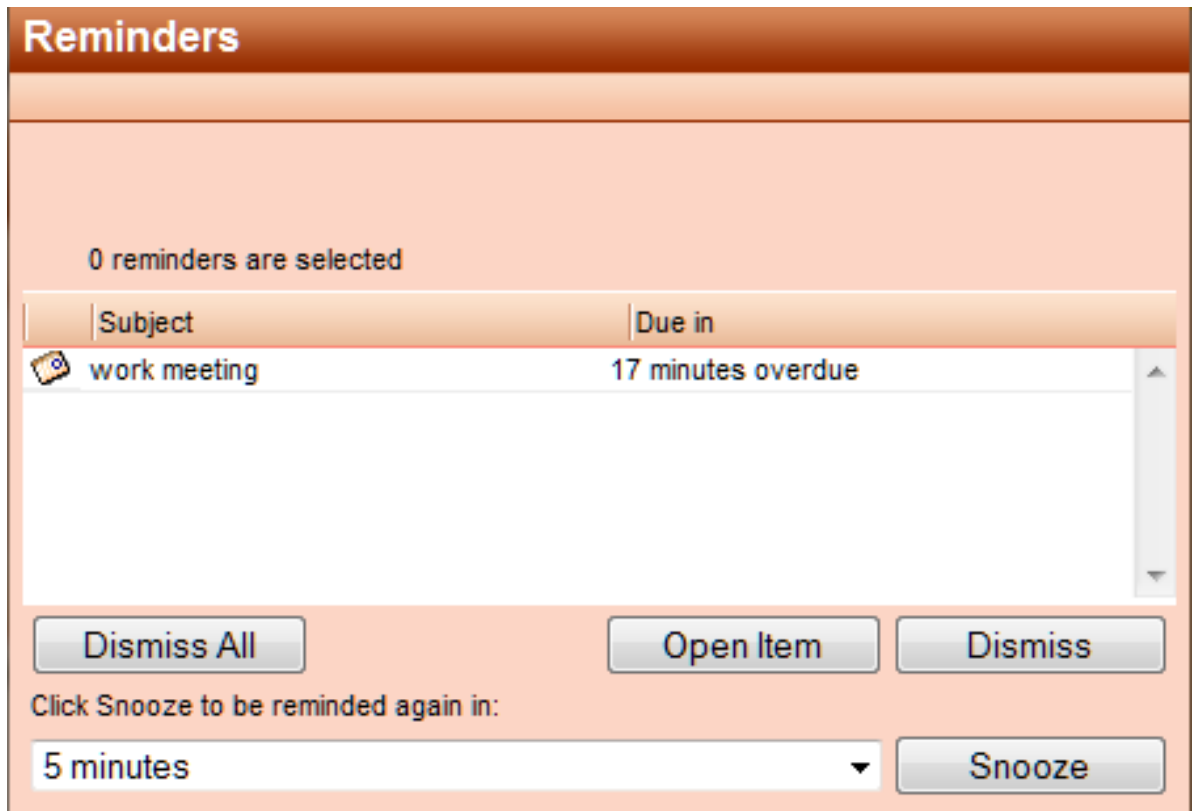 Reminders
0 reminders are selected
Subject Due in
work meeting 17 minutes overdue
Dismiss All Open Item Dismiss
Click Snooze to be reminded again in:
5 minutes Snooze